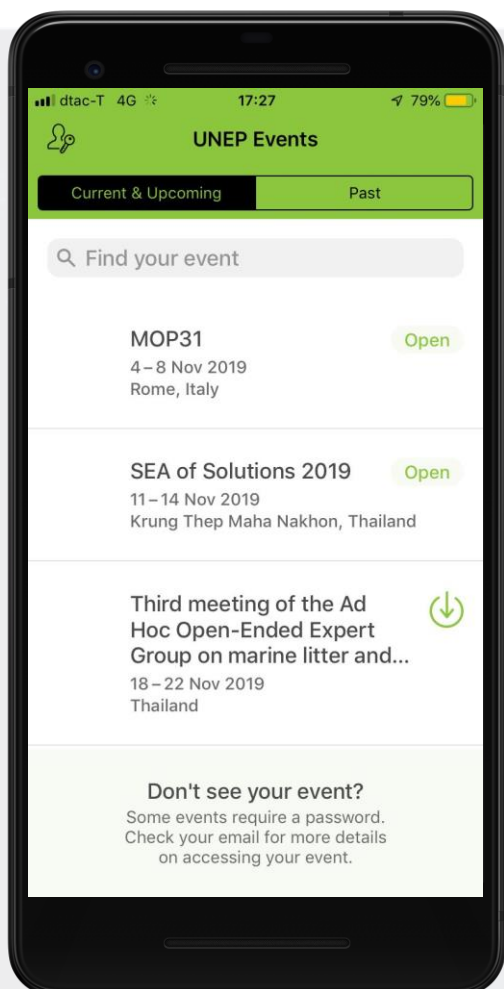 dtac-T 4G 17:27 79%
UNEP Events
Current & Upcoming Past
Find your event
MOP31 Open
4–8 Nov 2019
Rome, Italy
SEA of Solutions 2019 Open
11–14 Nov 2019
Krung Thep Maha Nakhon, Thailand
Third meeting of the Ad
Hoc Open-Ended Expert
Group on marine litter and...
18–22 Nov 2019
Thailand
Don't see your event?
Some events require a password.
Check your email for more details
on accessing your event.